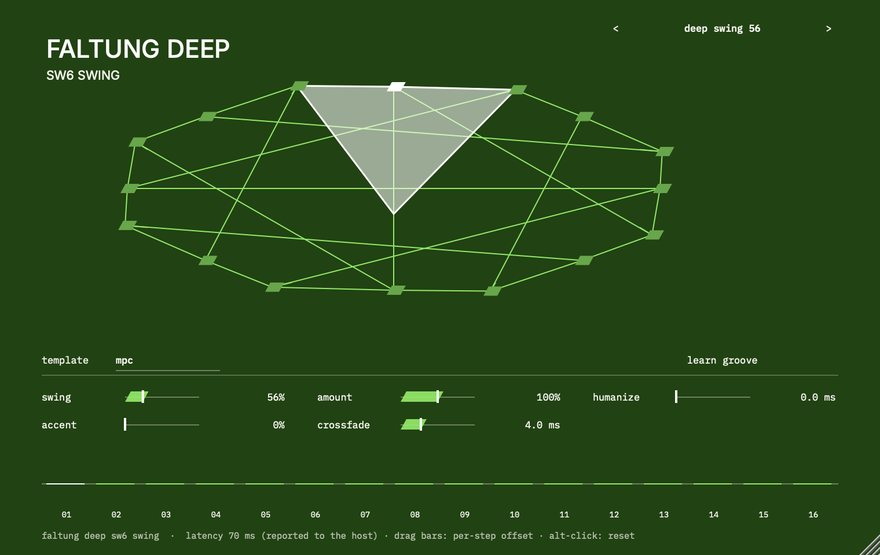 < deep swing 56 >
FALTUNG DEEP
SW6 SWING
template mpc learn groove
swing 56% amount 100% humanize 0.0 ms
accent 0% crossfade 4.0 ms
01 02 03 04 05 06 07 08 09 10 11 12 13 14 15 16
faltung deep sw6 swing · latency 70 ms (reported to the host) · drag bars: per-step offset · alt-click: reset